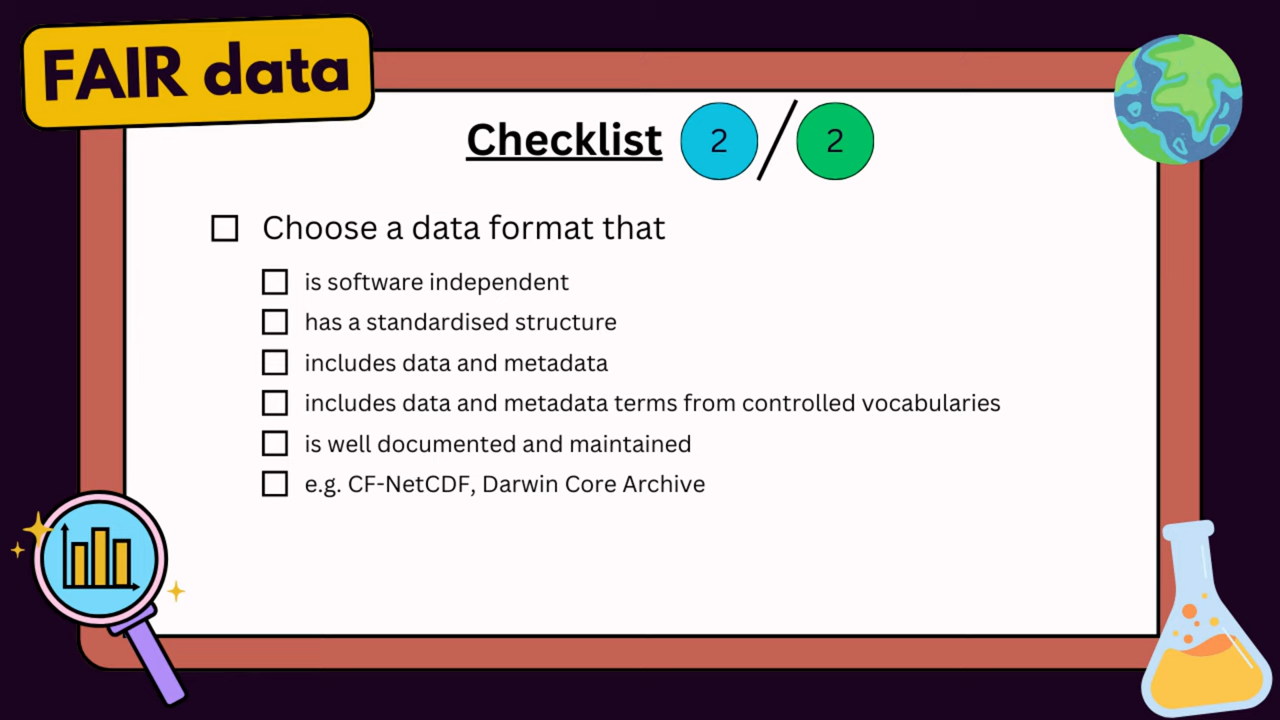 FAIR data
Checklist 2/2
Choose a data format that
is software independent
has a standardised structure
includes data and metadata
includes data and metadata terms from controlled vocabularies
is well documented and maintained
e.g. CF-NetCDF, Darwin Core Archive